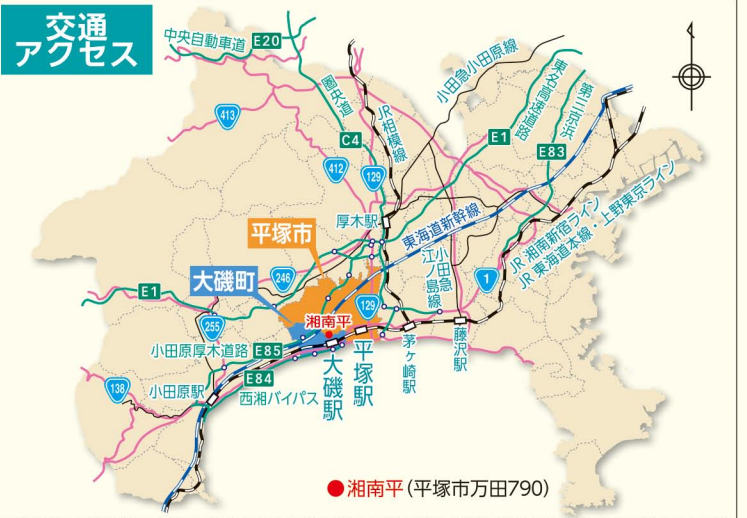 交通
アクセス
中央自動車道
E20
圏央道
C4
JR相模線
小田急小田原線
東名高速道路
E1
第三京浜
E83
413
412
129
厚木駅
東海道新幹線
JR 湘南新宿ライン
JR 東海道本線・上野東京ライン
平塚市
大磯町
246
小田急
江ノ島線
1
E1
129
255
湘南平
小田原厚木道路
E85
E84
大磯駅
平塚駅
茅ヶ崎駅
藤沢駅
138
小田原駅
西湘バイパス
●湘南平(平塚市万田790)